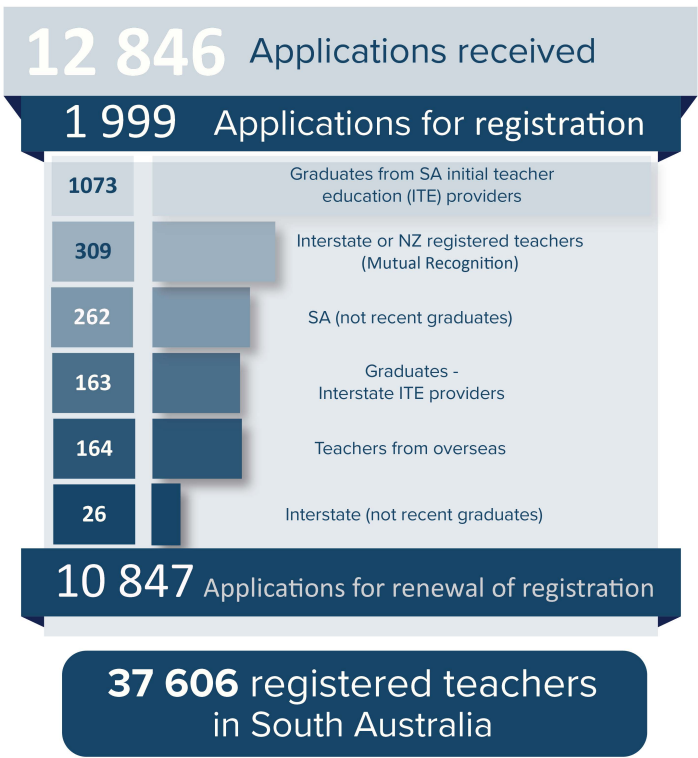 12 846 Applications received
1 999 Applications for registration
1073
Graduates from SA initial teacher
education (ITE) providers
309
Interstate or NZ registered teachers
(Mutual Recognition)
262
SA (not recent graduates)
163
Graduates -
Interstate ITE providers
164
Teachers from overseas
26
Interstate (not recent graduates)
10 847 Applications for renewal of registration
37 606 registered teachers
in South Australia